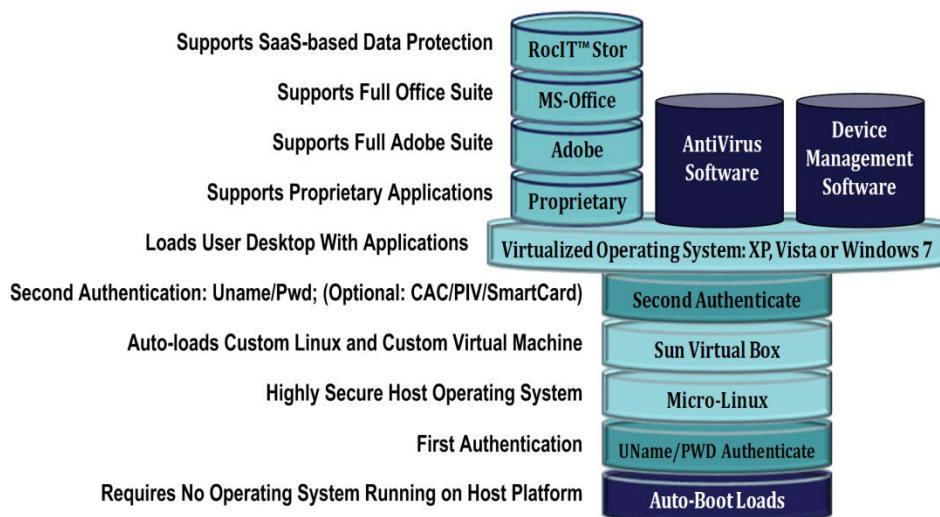 Supports SaaS-based Data Protection
RocIT™ Stor
Supports Full Office Suite
MS-Office
Supports Full Adobe Suite
Adobe
Supports Proprietary Applications
Proprietary
AntiVirus
Software
Device
Management
Software
Loads User Desktop With Applications
Virtualized Operating System: XP, Vista or Windows 7
Second Authentication: Uname/Pwd; (Optional: CAC/PIV/SmartCard)
Second Authenticate
Auto-loads Custom Linux and Custom Virtual Machine
Sun Virtual Box
Highly Secure Host Operating System
Micro-Linux
First Authentication
UName/PWD Authenticate
Requires No Operating System Running on Host Platform
Auto-Boot Loads